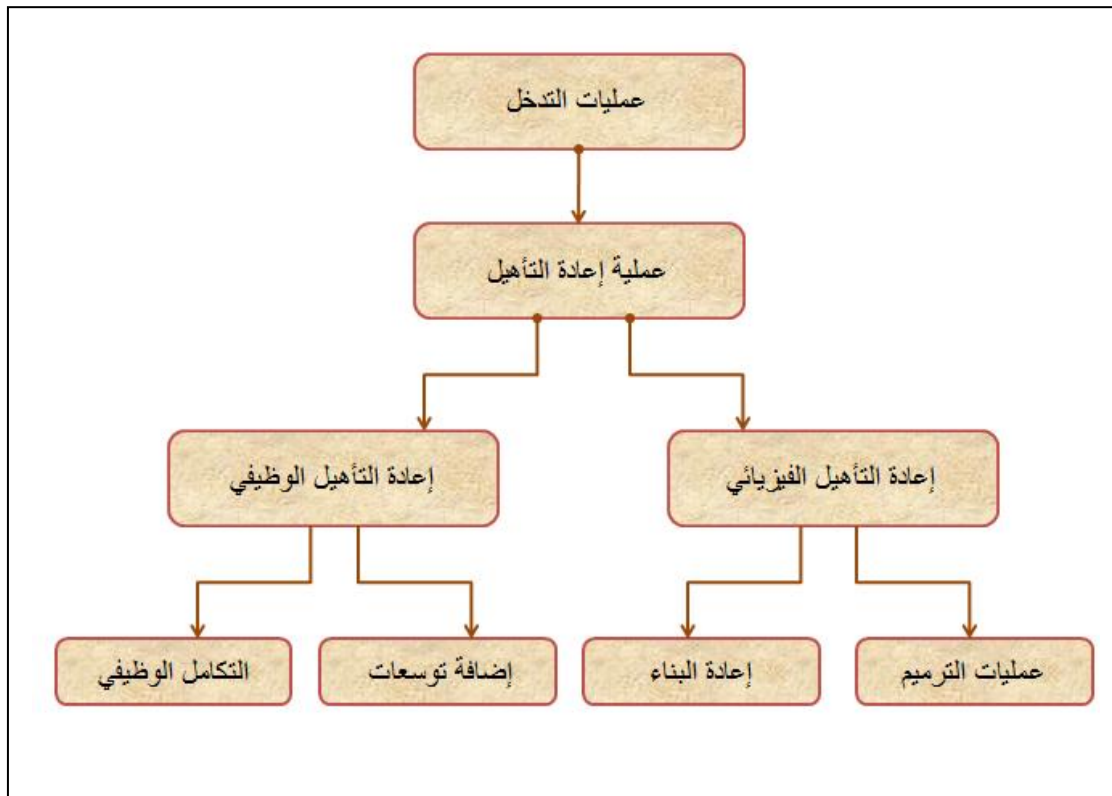 عمليات التدخل
عملية إعادة التأهيل
إعادة التأهيل الفيزيائي
إعادة التأهيل الوظيفي
عمليات الترميم
إعادة البناء
إضافة توسعات
التكامل الوظيفي